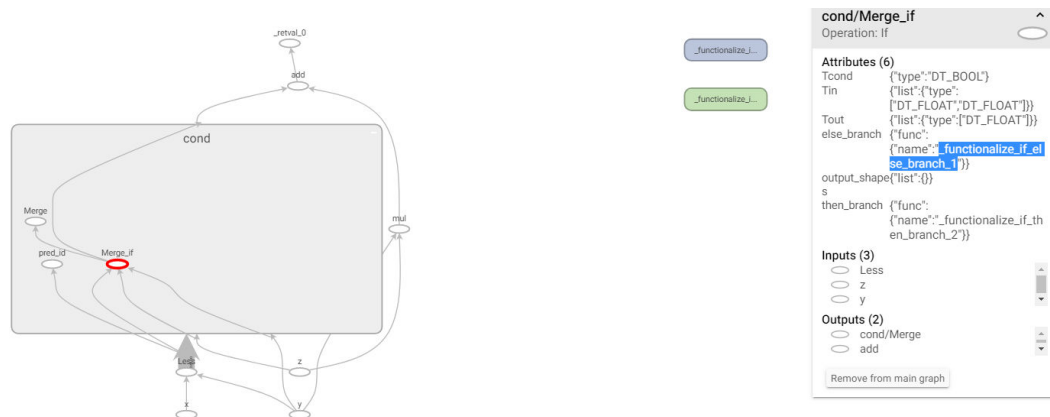 _retval_0
add
cond
Merge
mul
pred_id
Merge_if
Less
z
x
y
_functionalize_i...
_functionalize_i...
cond/Merge_if
Operation: If
Attributes (6)
Tcond {"type":"DT_BOOL"}
Tin {"list":{"type":
["DT_FLOAT","DT_FLOAT"]}}
Tout {"list":{"type":["DT_FLOAT"]}}
else_branch {"func":
{"name":"_functionalize_if_el
se_branch_1"}}
output_shape{"list":{}}
s
then_branch {"func":
{"name":"_functionalize_if_th
en_branch_2"}}
Inputs (3)
Less
z
y
Outputs (2)
cond/Merge
add
Remove from main graph